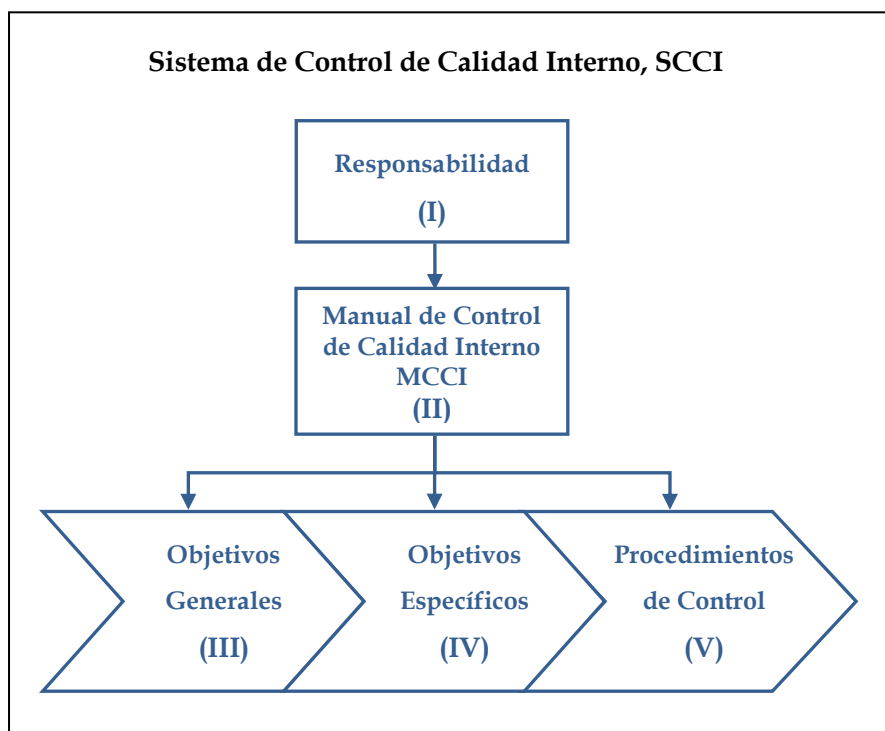 Sistema de Control de Calidad Interno, SCCI
Responsabilidad
(I)
Manual de Control
de Calidad Interno
MCCI
(II)
Objetivos
Generales
(III)
Objetivos
Específicos
(IV)
Procedimientos
de Control
(V)